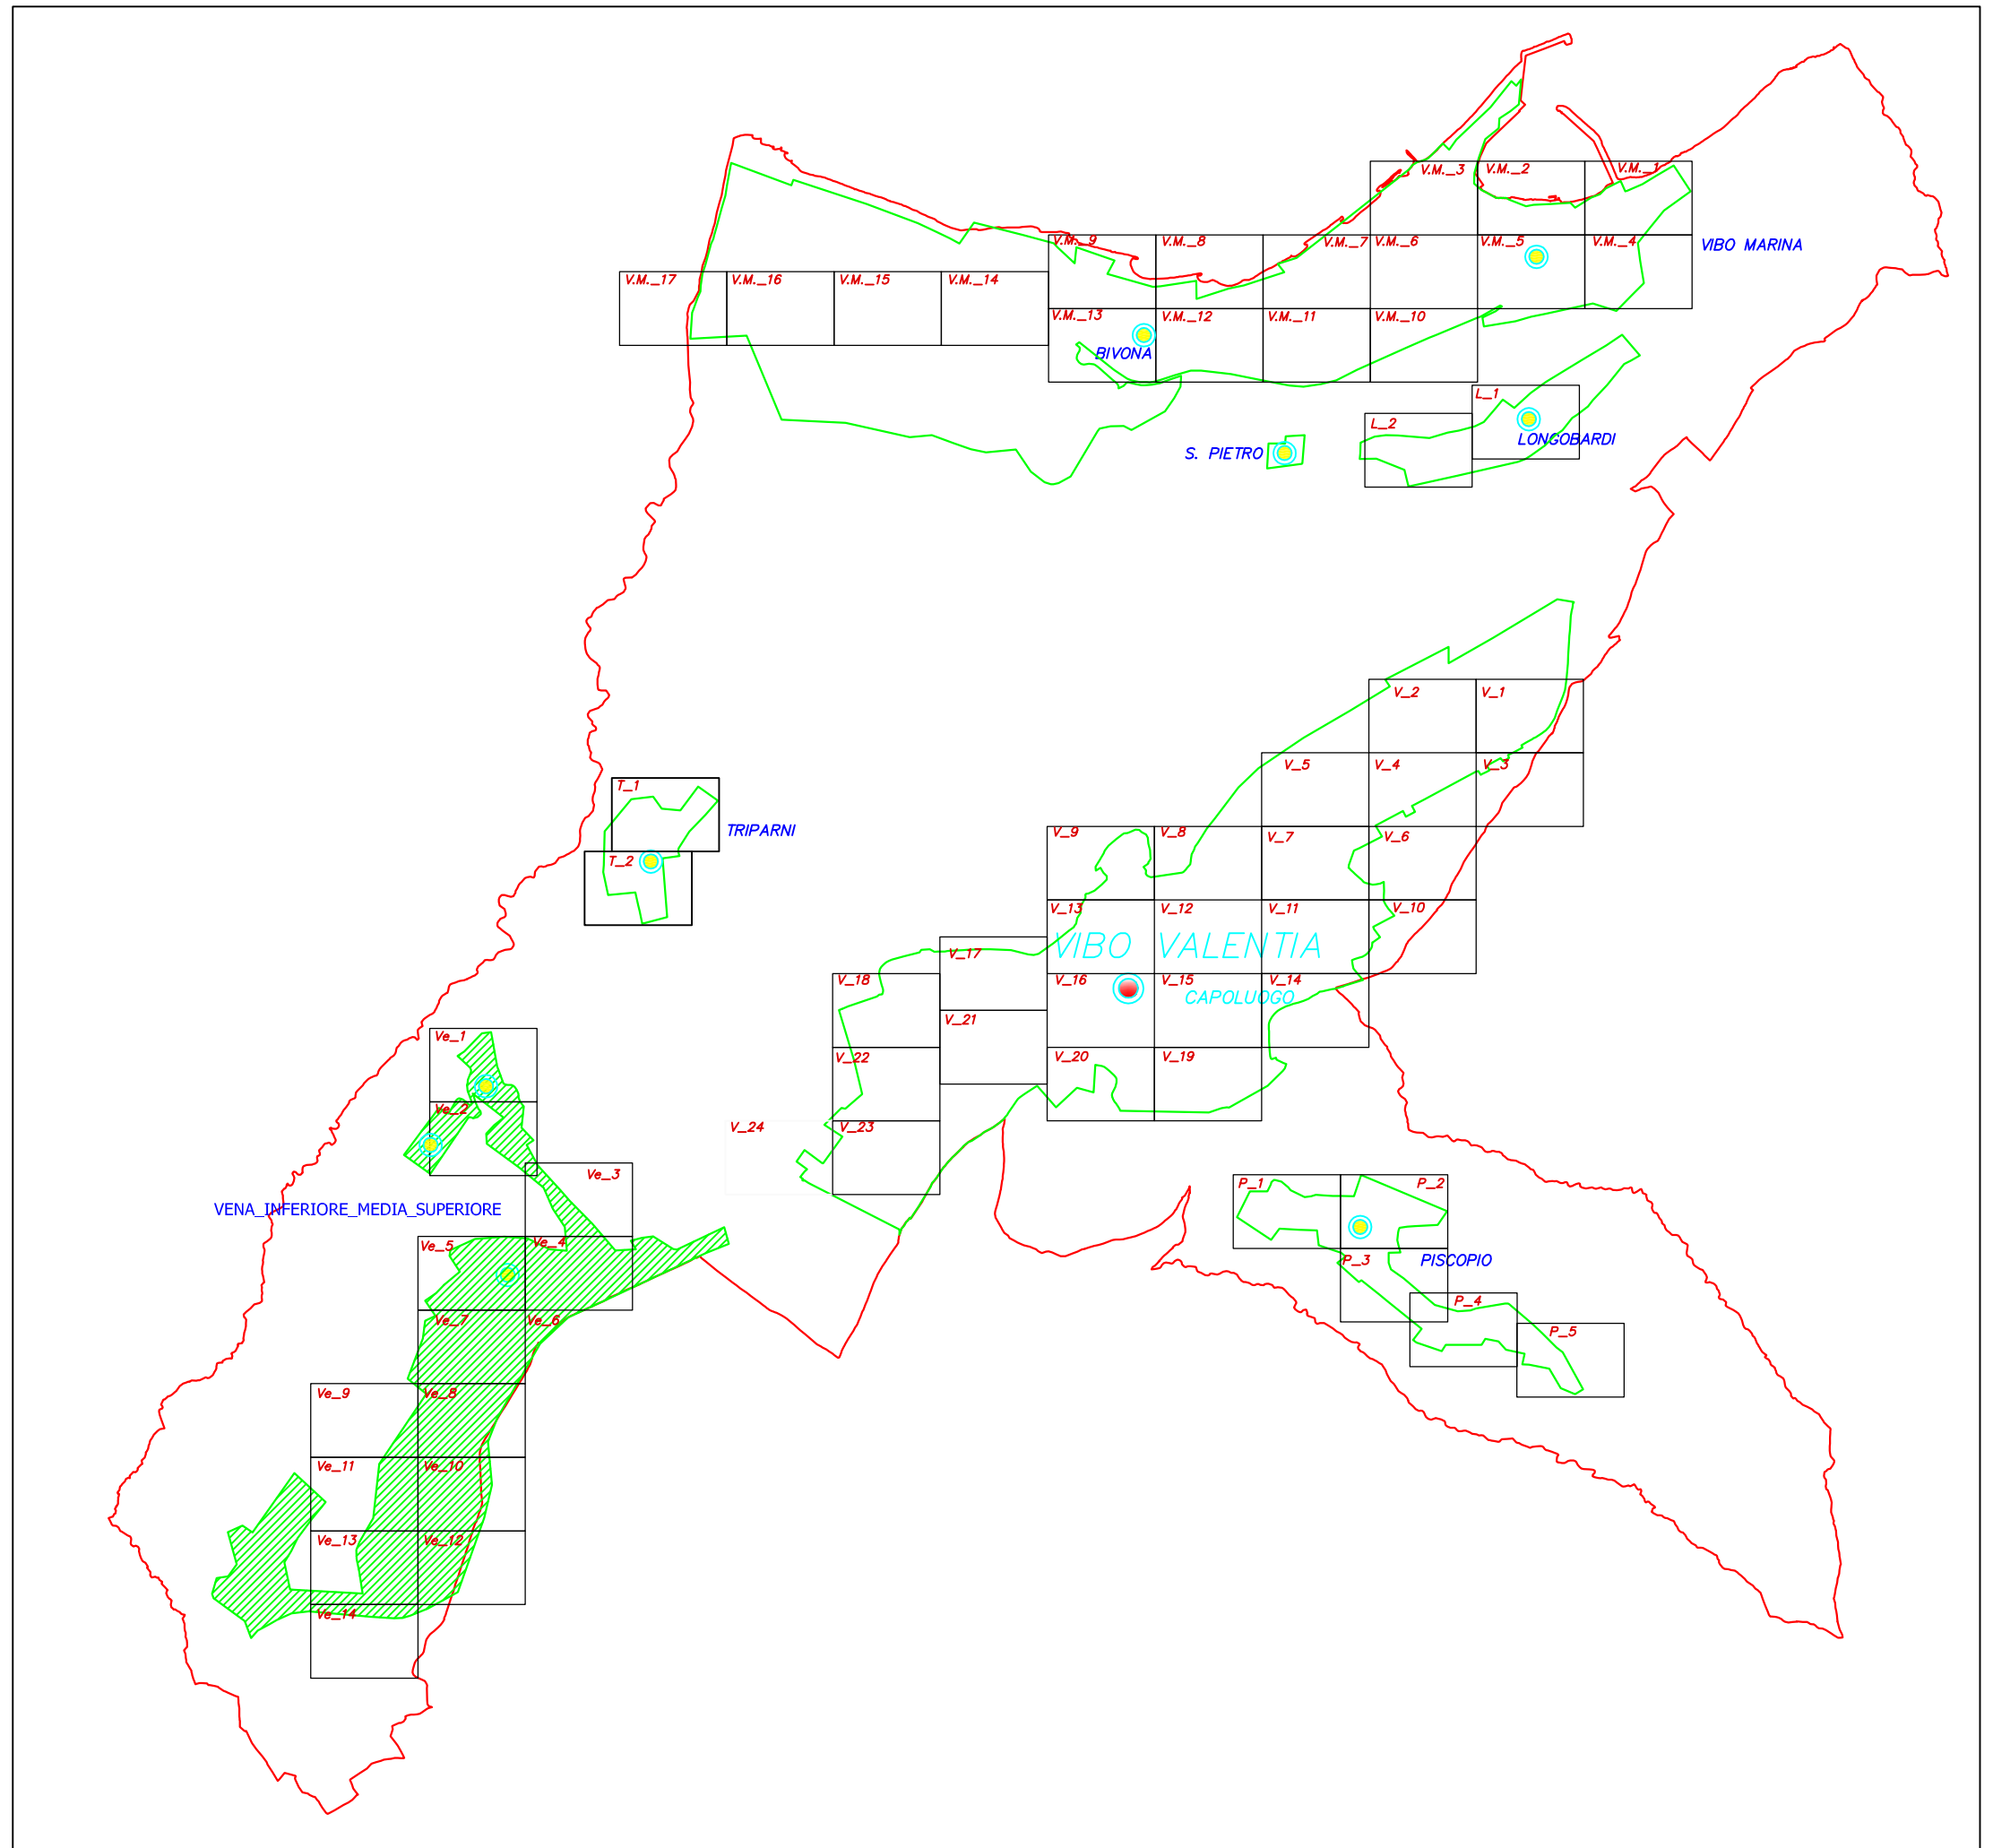 V.M._3 V.M._2 V.M._1
V.M._9 V.M._8 V.M._7 V.M._6 V.M._5 V.M._4 VIBO MARINA
V.M._17 V.M._16 V.M._15 V.M._14
V.M._13 V.M._12 V.M._11 V.M._10
BIVONA
L_1
L_2
LONGOBARDI
S. PIETRO
V_2 V_1
V_5 V_4 V_3
T_1
TRIPARNI
V_9 V_8 V_7 V_6
T_2
V_13 V_12 V_11 V_10
VIBO VALENTIA
V_17
V_18 V_16 V_15 V_14
CAPOLUOGO
V_21
Ve_1
V_22 V_20 V_19
Ve_2
V_24 V_23
Ve_3
P_1 P_2
VENA_INFERIORE_MEDIA_SUPERIORE
Ve_5 Ve_4
P_3 PISCOPIO
P_4
Ve_7 Ve_6
P_5
Ve_9 Ve_8
Ve_11 Ve_10
Ve_13 Ve_12
Ve_14